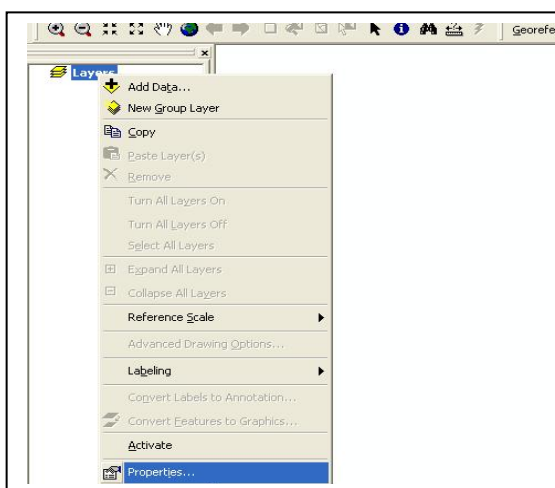 Georefe
Layers
Add Data...
New Group Layer
Copy
Paste Layer(s)
Remove
Turn All Layers On
Turn All Layers Off
Select All Layers
Expand All Layers
Collapse All Layers
Reference Scale
Advanced Drawing Options...
Labeling
Convert Labels to Annotation...
Convert Features to Graphics...
Activate
Properties...